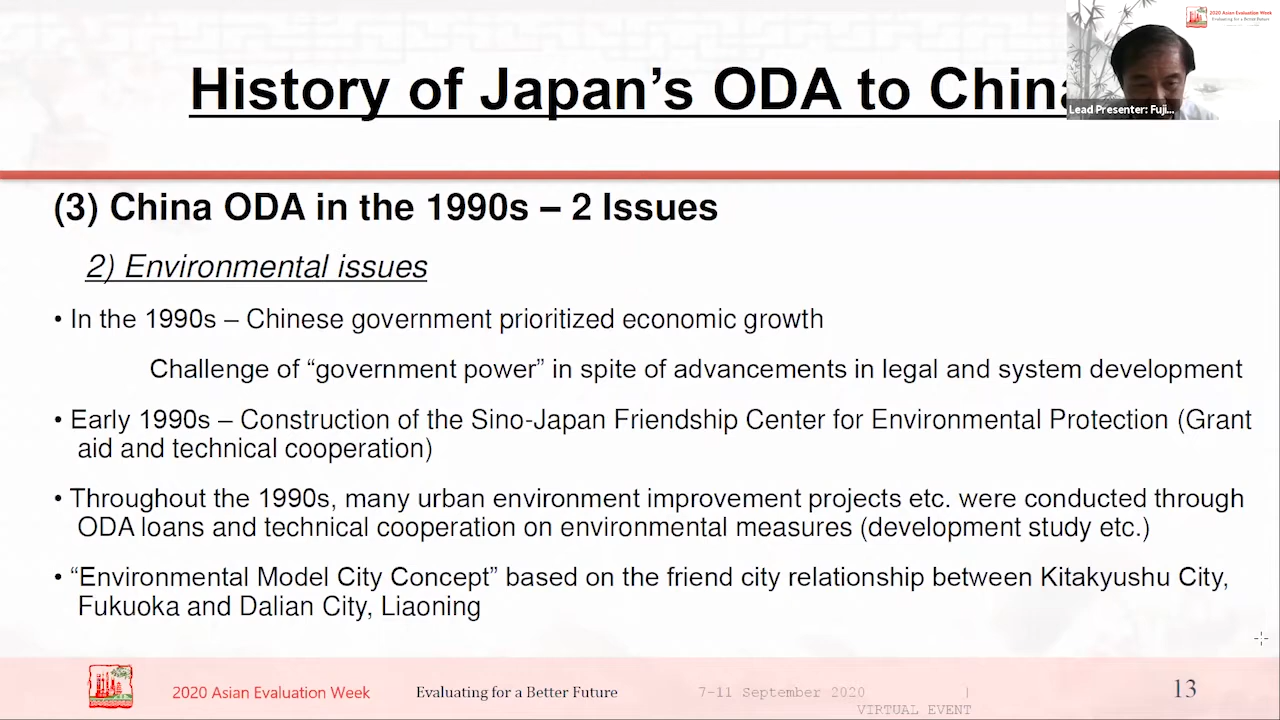 History of Japan's ODA to China
2020 Asian Evaluation Week
Evaluating for a Better Future
Lead Presenter: Fuji...
(3) China ODA in the 1990s – 2 Issues
2) Environmental issues
• In the 1990s – Chinese government prioritized economic growth
Challenge of “government power” in spite of advancements in legal and system development
• Early 1990s – Construction of the Sino-Japan Friendship Center for Environmental Protection (Grant
aid and technical cooperation)
• Throughout the 1990s, many urban environment improvement projects etc. were conducted through
ODA loans and technical cooperation on environmental measures (development study etc.)
• “Environmental Model City Concept” based on the friend city relationship between Kitakyushu City,
Fukuoka and Dalian City, Liaoning
2020 Asian Evaluation Week Evaluating for a Better Future 7-11 September 2020 | 13
VIRTUAL EVENT